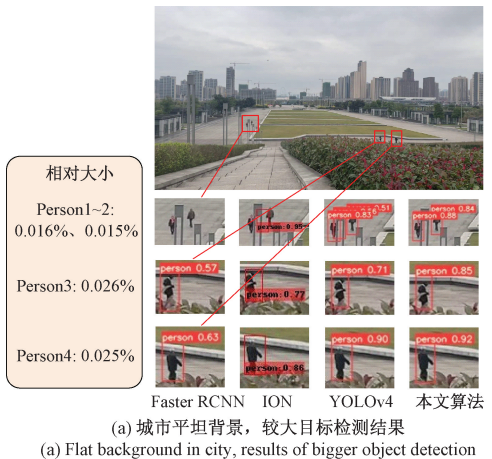 相对大小
Person1~2:
0.016%、0.015%
Person3: 0.026%
Person4: 0.025%
person:0.95
0.51
0.83
person 0.84
person 0.88
person 0.57
person:0.77
person 0.71
person 0.85
person 0.63
person:0.86
person 0.90
person 0.92
Faster RCNN ION YOLOv4 本文算法
(a) 城市平坦背景，较大目标检测结果
(a) Flat background in city, results of bigger object detection